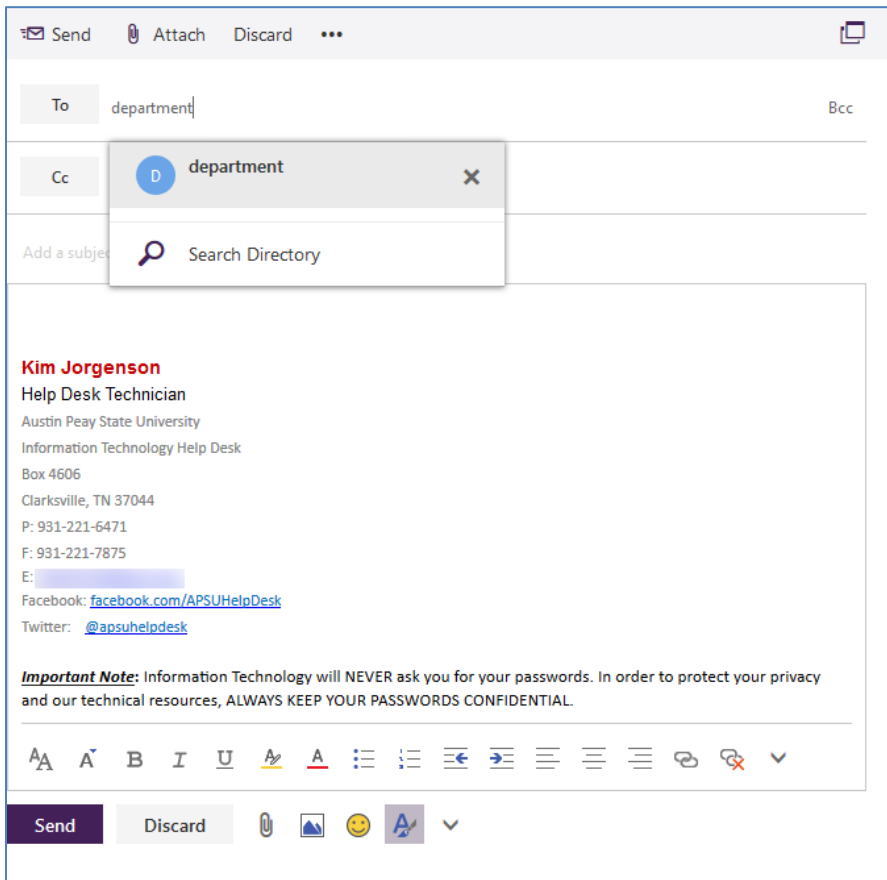 Send Attach Discard •••
To department Bcc
Cc
D department
Add a subjec
Search Directory
Kim Jorgenson
Help Desk Technician
Austin Peay State University
Information Technology Help Desk
Box 4606
Clarksville, TN 37044
P: 931-221-6471
F: 931-221-7875
E:
Facebook: facebook.com/APSUHelpDesk
Twitter: @apsuhelpdesk
Important Note: Information Technology will NEVER ask you for your passwords. In order to protect your privacy
and our technical resources, ALWAYS KEEP YOUR PASSWORDS CONFIDENTIAL.
Send Discard